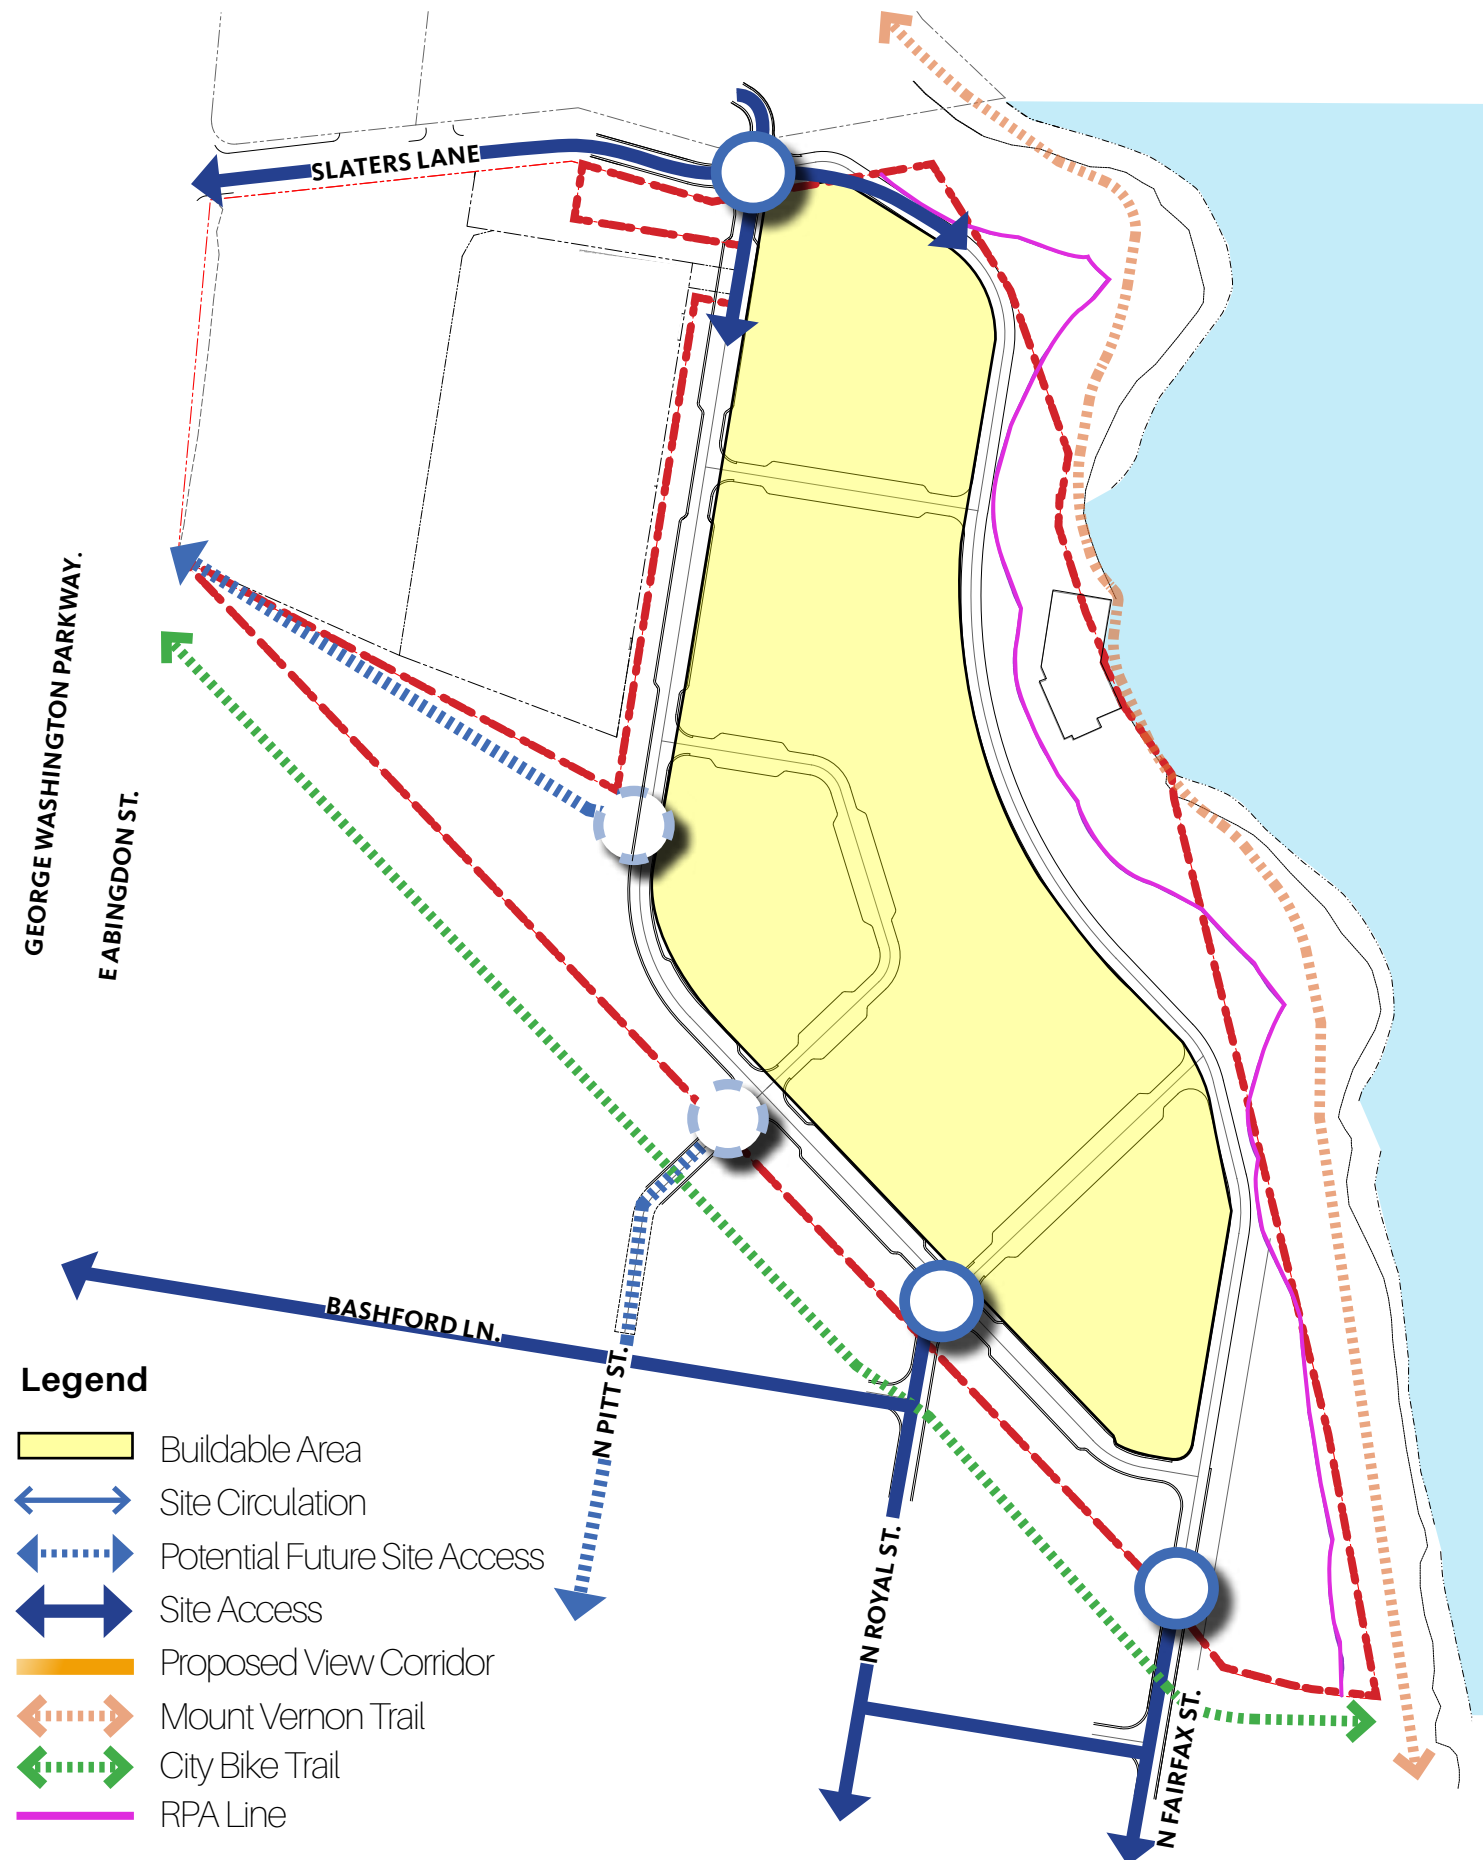 SLATERS LANE
GEORGE WASHINGTON PARKWAY.
E ABINGDON ST.
BASHFORD LN.
N PITT ST.
N ROYAL ST.
N FAIRFAX ST.
Legend
Buildable Area
Site Circulation
Potential Future Site Access
Site Access
Proposed View Corridor
Mount Vernon Trail
City Bike Trail
RPA Line